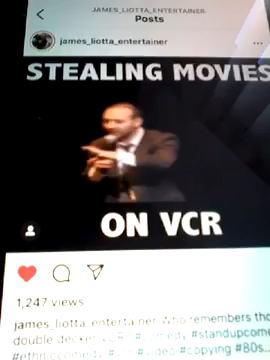 JAMES_LIOTTA_ENTERTAINER
Posts
james_liotta_entertainer
STEALING MOVIES
ON VCR
1,247 views
james_liotta_entertainer Who remembers tho
double decker #comedy #standupcome
#ethniccomedy #video #copying #80s